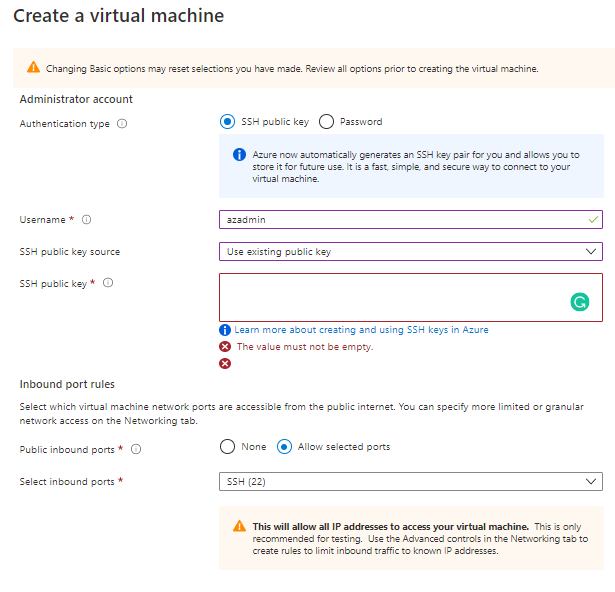 Create a virtual machine
Changing Basic options may reset selections you have made. Review all options prior to creating the virtual machine.
Administrator account
Authentication type
SSH public key
Password
Azure now automatically generates an SSH key pair for you and allows you to
store it for future use. It is a fast, simple, and secure way to connect to your
virtual machine.
Username *
azadmin
SSH public key source
Use existing public key
SSH public key *
Learn more about creating and using SSH keys in Azure
The value must not be empty.
Inbound port rules
Select which virtual machine network ports are accessible from the public internet. You can specify more limited or granular
network access on the Networking tab.
Public inbound ports *
None
Allow selected ports
Select inbound ports *
SSH (22)
This will allow all IP addresses to access your virtual machine. This is only
recommended for testing. Use the Advanced controls in the Networking tab to
create rules to limit inbound traffic to known IP addresses.